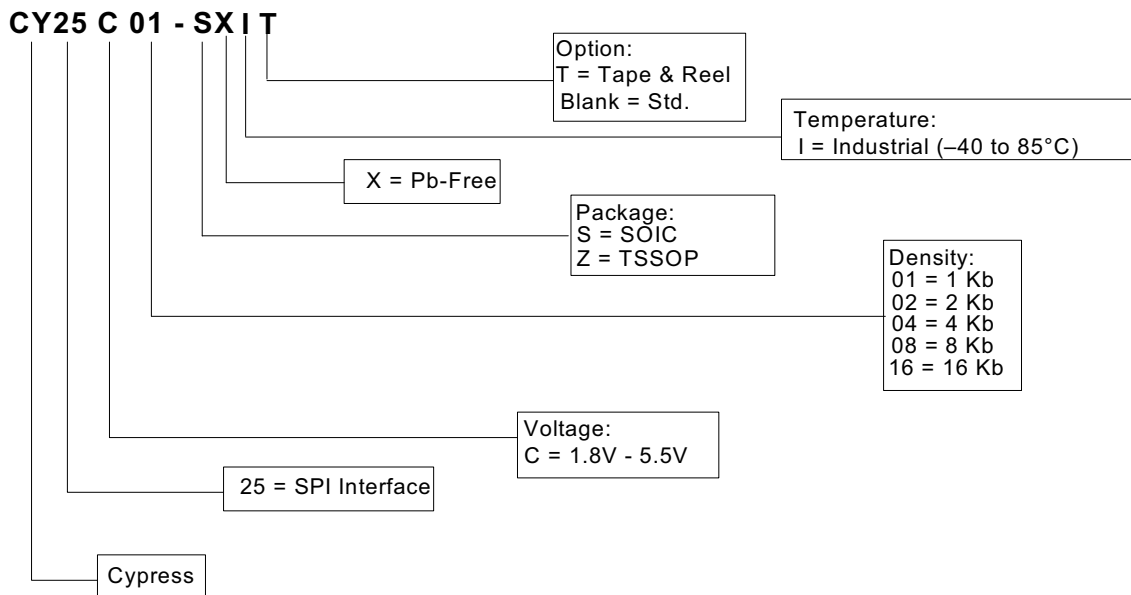 CY25 C 01 - SX I T
Option:
T = Tape & Reel
Blank = Std.
Temperature:
I = Industrial (–40 to 85°C)
X = Pb-Free
Package:
S = SOIC
Z = TSSOP
Density:
01 = 1 Kb
02 = 2 Kb
04 = 4 Kb
08 = 8 Kb
16 = 16 Kb
Voltage:
C = 1.8V - 5.5V
25 = SPI Interface
Cypress